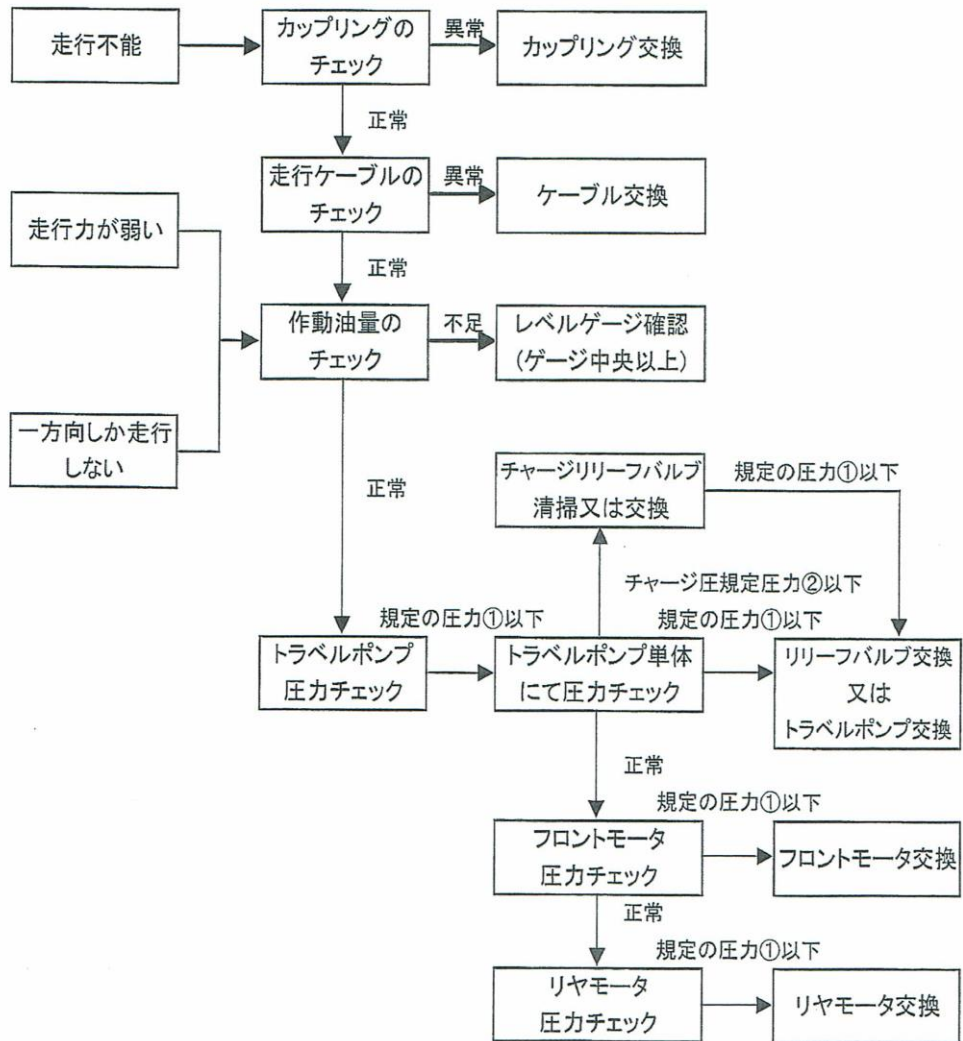 走行不能
カップリングの
チェック
異常
カップリング交換
正常
走行ケーブルの
チェック
異常
ケーブル交換
走行力が弱い
正常
作動油量の
チェック
不足
レベルゲージ確認
(ゲージ中央以上)
一方向しか走行
しない
正常
チャージリリーフバルブ
清掃又は交換
規定の圧力①以下
チャージ圧規定圧力②以下
規定の圧力①以下
規定の圧力①以下
トラベルポンプ
圧力チェック
トラベルポンプ単体
にて圧力チェック
リリーフバルブ交換
又は
トラベルポンプ交換
正常
規定の圧力①以下
フロントモータ
圧力チェック
フロントモータ交換
正常
規定の圧力①以下
リヤモータ
圧力チェック
リヤモータ交換